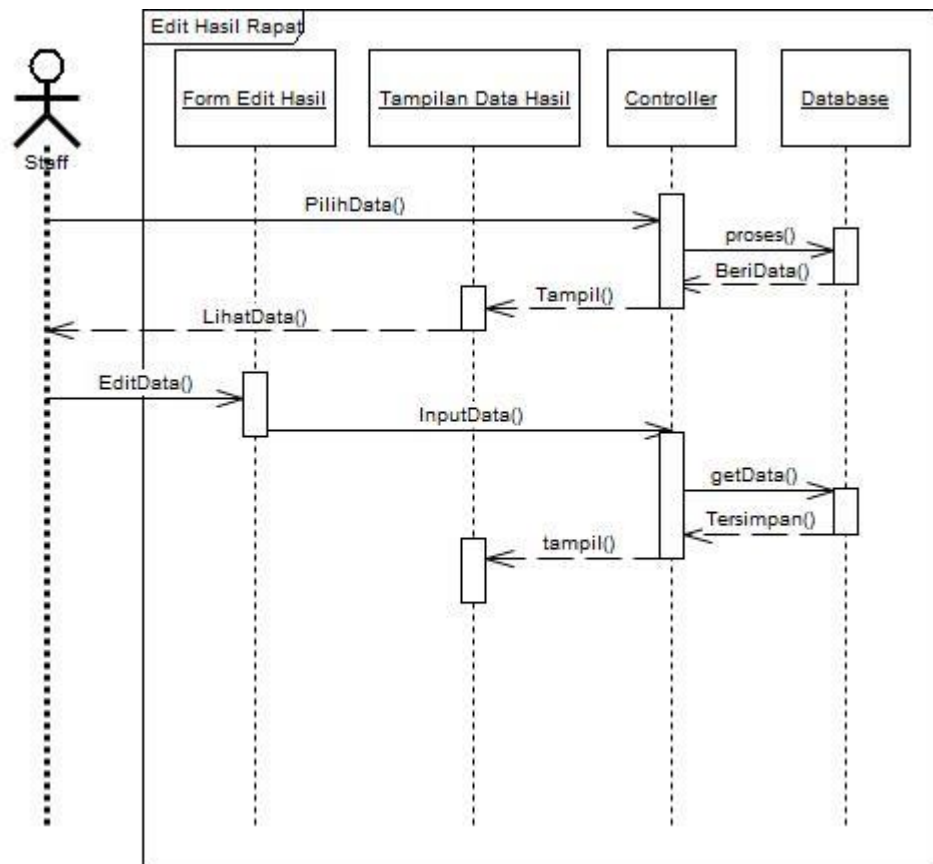 Edit Hasil Rapat
Form Edit Hasil
Tampilan Data Hasil
Controller
Database
Staff
PilihData()
proses()
BeriData()
Tampil()
LihatData()
EditData()
InputData()
getData()
Tersimpan()
tampil()